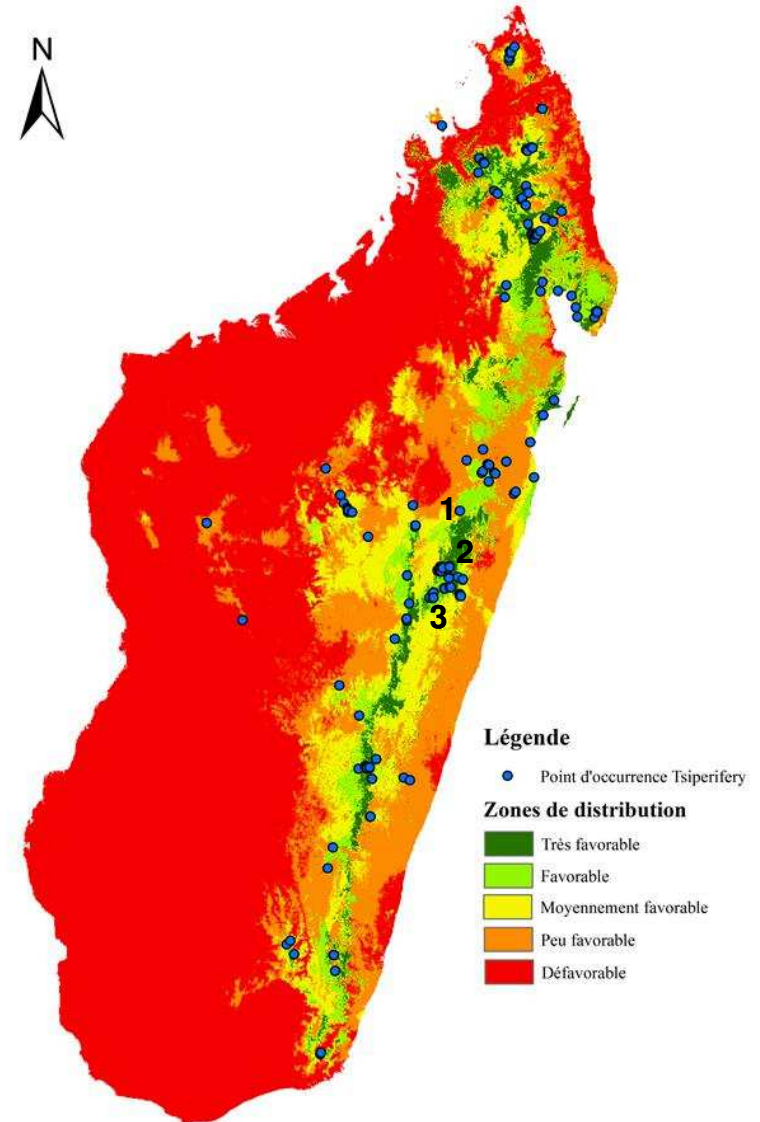 N
1
2
3
Légende
Point d'occurrence Tsiperifery
Zones de distribution
Très favorable
Favorable
Moyennement favorable
Peu favorable
Défavorable